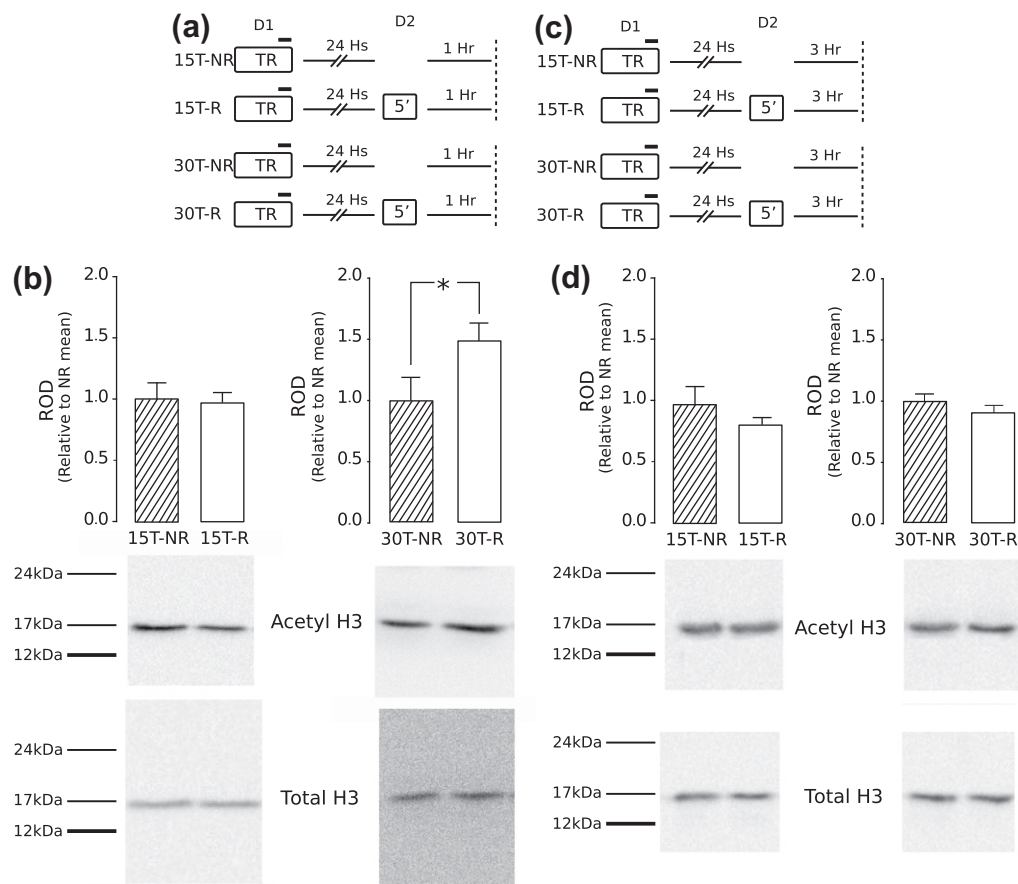 (a)
D1
D2
15T-NR TR 24 Hs 1 Hr
15T-R TR 24 Hs 5’ 1 Hr
30T-NR TR 24 Hs 1 Hr
30T-R TR 24 Hs 5’ 1 Hr
(c)
D1
D2
15T-NR TR 24 Hs 3 Hr
15T-R TR 24 Hs 5’ 3 Hr
30T-NR TR 24 Hs 3 Hr
30T-R TR 24 Hs 5’ 3 Hr
(b)
ROD
(Relative to NR mean)
2.0
1.5
1.0
0.5
0.0
15T-NR 15T-R
ROD
(Relative to NR mean)
2.0
1.5
1.0
0.5
0.0
*
30T-NR 30T-R
24kDa
17kDa
12kDa
Acetyl H3
24kDa
17kDa
12kDa
Total H3
(d)
ROD
(Relative to NR mean)
2.0
1.5
1.0
0.5
0.0
15T-NR 15T-R
ROD
(Relative to NR mean)
2.0
1.5
1.0
0.5
0.0
30T-NR 30T-R
24kDa
17kDa
12kDa
Acetyl H3
24kDa
17kDa
12kDa
Total H3